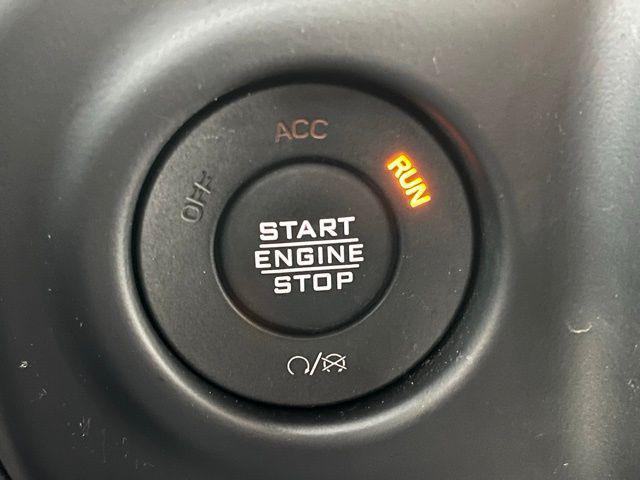 ACC
OFF
RUN
START
ENGINE
STOP